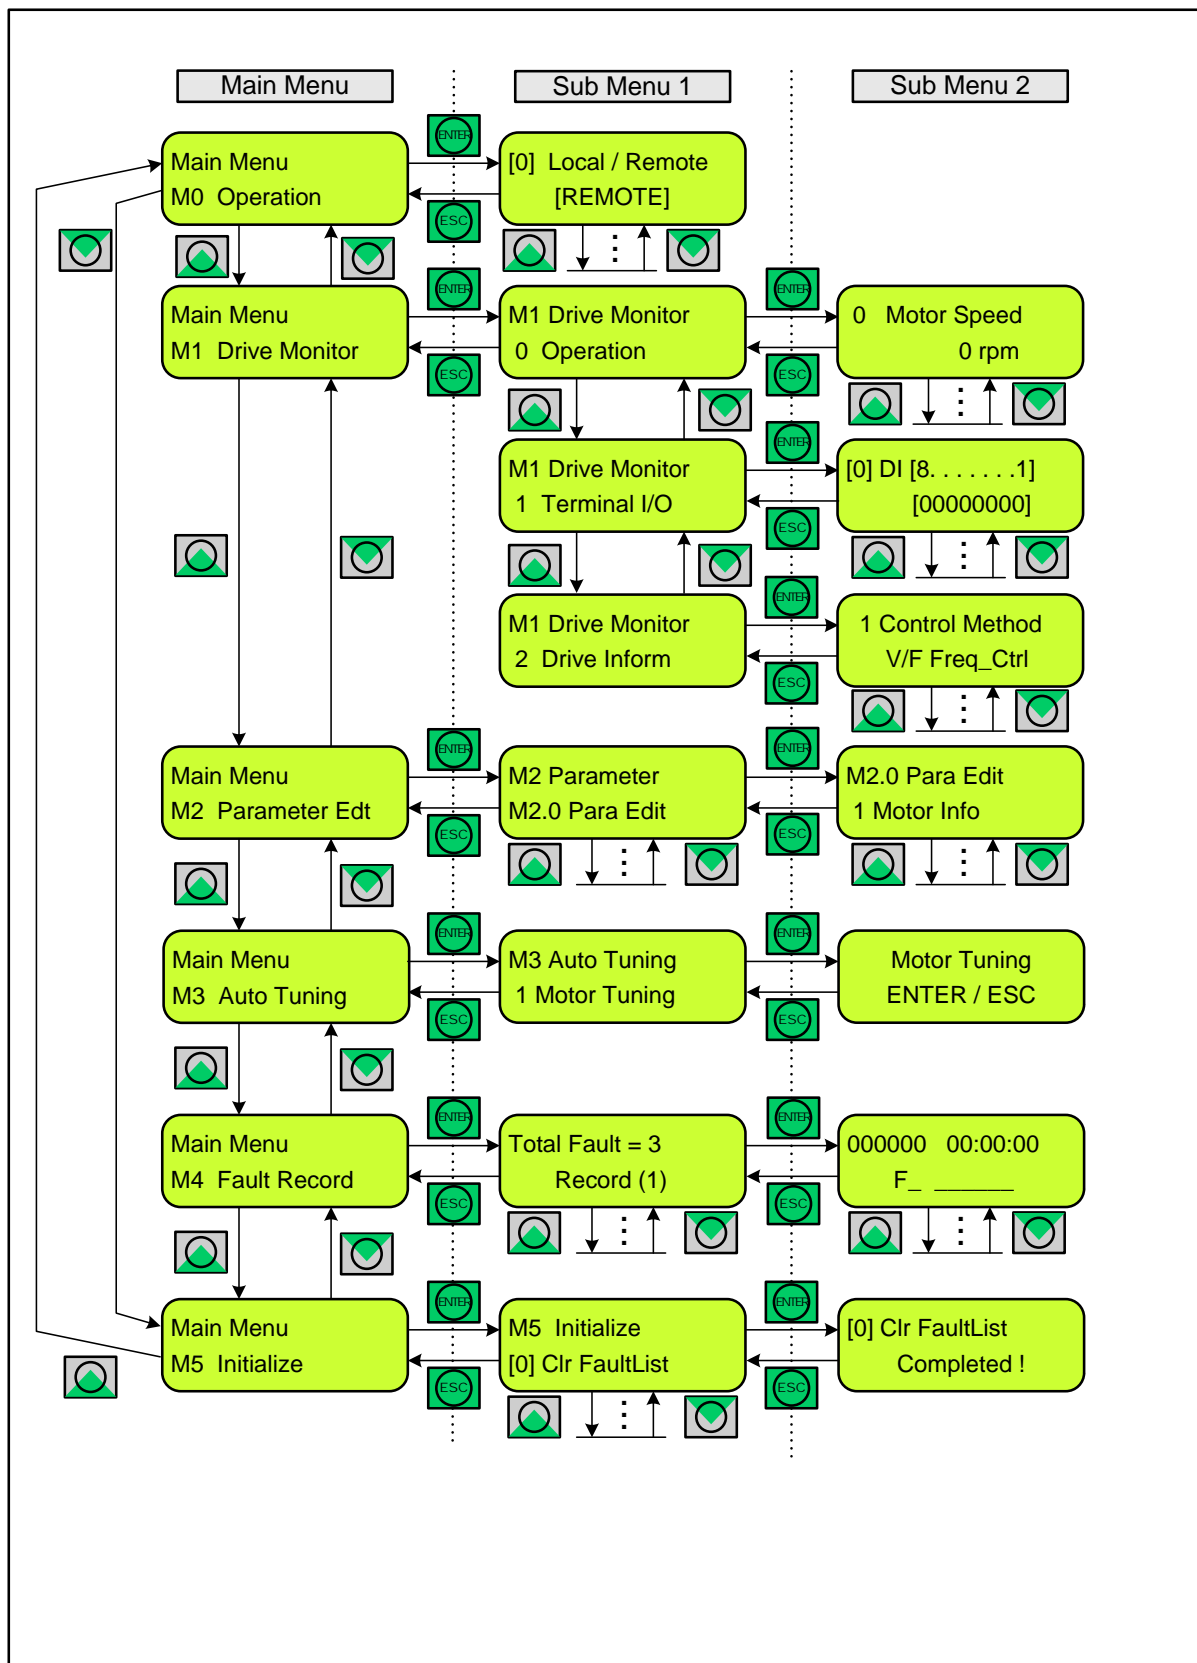 Main Menu
Sub Menu 1
Sub Menu 2
ENTER
Main Menu
M0 Operation
[0] Local / Remote
[REMOTE]
ESC
ENTER
ENTER
Main Menu
M1 Drive Monitor
M1 Drive Monitor
0 Operation
0 Motor Speed
0 rpm
ESC
ESC
ENTER
M1 Drive Monitor
1 Terminal I/O
[0] DI [8. . . . . . .1]
[00000000]
ESC
ENTER
M1 Drive Monitor
2 Drive Inform
1 Control Method
V/F Freq_Ctrl
ESC
ENTER
ENTER
Main Menu
M2 Parameter Edt
M2 Parameter
M2.0 Para Edit
M2.0 Para Edit
1 Motor Info
ESC
ESC
ENTER
ENTER
Main Menu
M3 Auto Tuning
M3 Auto Tuning
1 Motor Tuning
Motor Tuning
ENTER / ESC
ESC
ESC
ENTER
ENTER
Main Menu
M4 Fault Record
Total Fault = 3
Record (1)
000000 00:00:00
F_ ______
ESC
ESC
ENTER
ENTER
Main Menu
M5 Initialize
M5 Initialize
[0] Clr FaultList
[0] Clr FaultList
Completed !
ESC
ESC